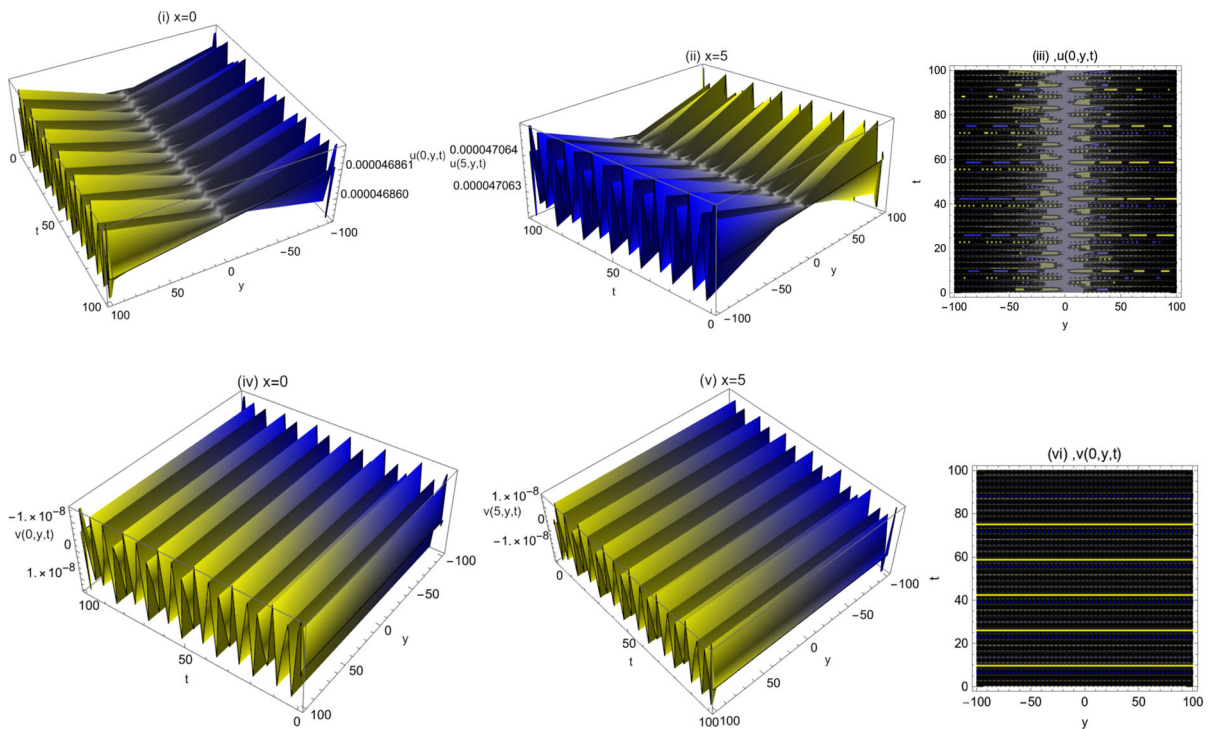 (i) x=0
0
50
100
t
100
50
0
−50
−100
y
0.000046861
u(0,y,t)
0.000046860
(ii) x=5
0.000047064
u(5,y,t)
0.000047063
100
50
0
t
−100
−50
0
50
100
y
(iii) ,u(0,y,t)
100
80
60
40
20
0
t
−100
−50
0
50
100
y
(iv) x=0
−1.×10⁻⁸
v(0,y,t)
0
1.×10⁻⁸
100
50
0
t
100
50
0
−50
−100
y
(v) x=5
1.×10⁻⁸
0
v(5,y,t)
−1.×10⁻⁸
0
50
100
t
100
50
0
−50
−100
y
(vi) ,v(0,y,t)
100
80
60
40
20
0
t
−100
−50
0
50
100
y